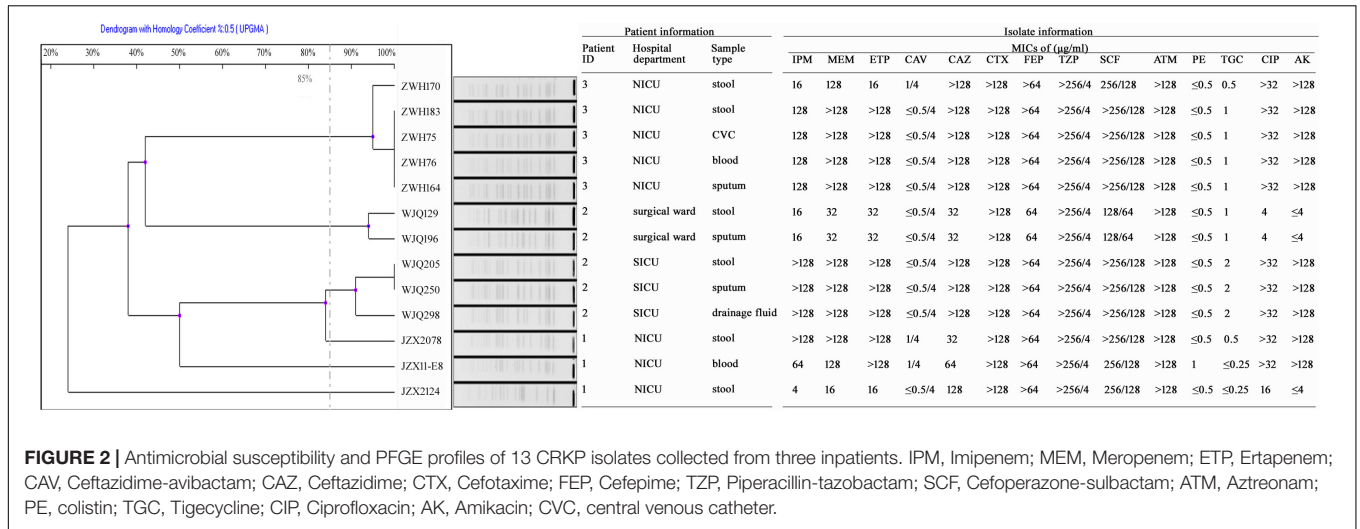 Dendrogram with Homology Coefficient %:0.5 ( UPGMA )
20% 30% 40% 50% 60% 70% 80% 90% 100%
85%
Patient information Isolate information
Patient ID Hospital department Sample type MICs of (μg/ml)
IPM MEM ETP CAV CAZ CTX FEP TZP SCF ATM PE TGC CIP AK
ZWH170 3 NICU stool 16 128 16 1/4 >128 >128 >64 >256/4 256/128 >128 ≤0.5 0.5 >32 >128
ZWH183 3 NICU stool 128 >128 >128 ≤0.5/4 >128 >128 >64 >256/4 >256/128 >128 ≤0.5 1 >32 >128
ZWH75 3 NICU CVC 128 >128 >128 ≤0.5/4 >128 >128 >64 >256/4 >256/128 >128 ≤0.5 1 >32 >128
ZWH76 3 NICU blood 128 >128 >128 ≤0.5/4 >128 >128 >64 >256/4 >256/128 >128 ≤0.5 1 >32 >128
ZWH164 3 NICU sputum 128 >128 >128 ≤0.5/4 >128 >128 >64 >256/4 >256/128 >128 ≤0.5 1 >32 >128
WJQ129 2 surgical ward stool 16 32 32 ≤0.5/4 32 >128 64 >256/4 128/64 >128 ≤0.5 1 4 ≤4
WJQ196 2 surgical ward sputum 16 32 32 ≤0.5/4 32 >128 64 >256/4 128/64 >128 ≤0.5 1 4 ≤4
WJQ205 2 SICU stool >128 >128 >128 ≤0.5/4 >128 >128 >64 >256/4 >256/128 >128 ≤0.5 2 >32 >128
WJQ250 2 SICU sputum >128 >128 >128 ≤0.5/4 >128 >128 >64 >256/4 >256/128 >128 ≤0.5 2 >32 >128
WJQ298 2 SICU drainage fluid >128 >128 >128 ≤0.5/4 >128 >128 >64 >256/4 >256/128 >128 ≤0.5 2 >32 >128
JZX2078 1 NICU stool >128 >128 >128 1/4 32 >128 >64 >256/4 >256/128 >128 ≤0.5 0.5 >32 >128
JZX11-E8 1 NICU blood 64 128 >128 1/4 64 >128 >64 >256/4 256/128 >128 1 ≤0.25 >32 >128
JZX2124 1 NICU stool 4 16 16 ≤0.5/4 128 >128 >64 >256/4 256/128 >128 ≤0.5 ≤0.25 16 ≤4
FIGURE 2 | Antimicrobial susceptibility and PFGE profiles of 13 CRKP isolates collected from three inpatients. IPM, Imipenem; MEM, Meropenem; ETP, Ertapenem;
CAV, Ceftazidime-avibactam; CAZ, Ceftazidime; CTX, Cefotaxime; FEP, Cefepime; TZP, Piperacillin-tazobactam; SCF, Cefoperazone-sulbactam; ATM, Aztreonam;
PE, colistin; TGC, Tigecycline; CIP, Ciprofloxacin; AK, Amikacin; CVC, central venous catheter.